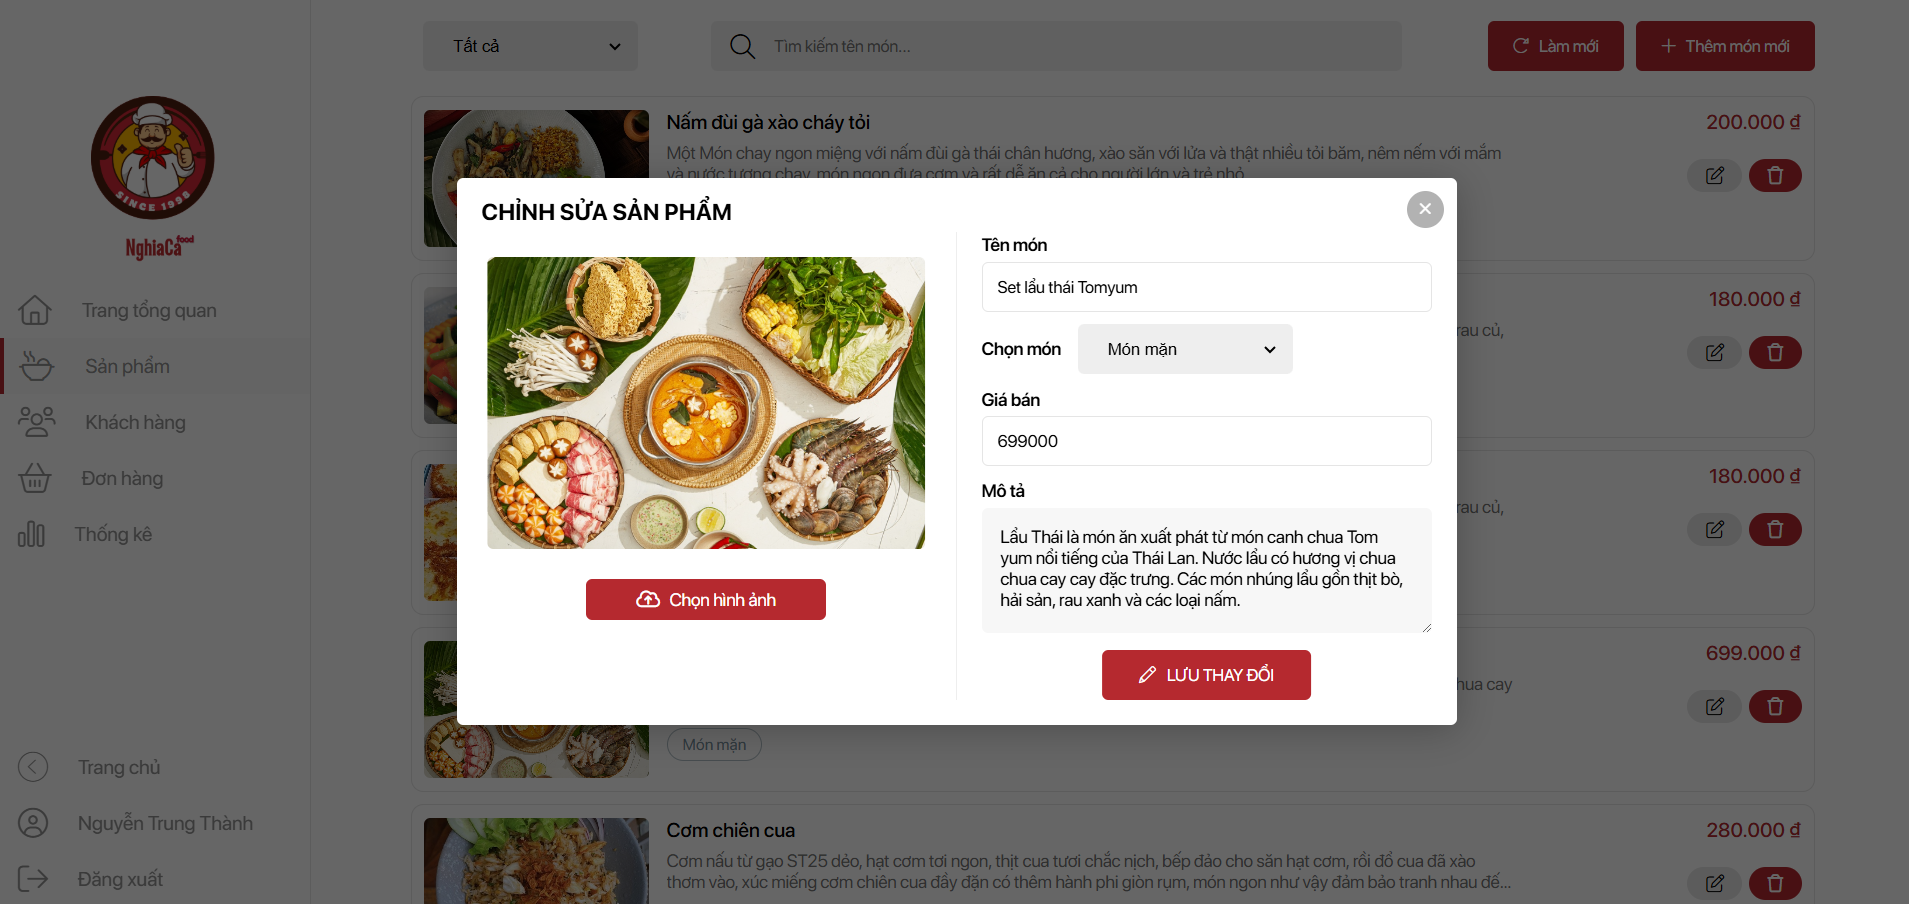 Tất cả
Tìm kiếm tên món...
Làm mới
Thêm món mới
SINCE 1998
NghiaCa food
Trang tổng quan
Sản phẩm
Khách hàng
Đơn hàng
Thống kê
Trang chủ
Nguyễn Trung Thành
Đăng xuất
Nấm đùi gà xào cháy tỏi
200.000 ₫
Một Món chay ngon miệng với nấm đùi gà thái chân hương, xào săn với lửa và thật nhiều tỏi băm, nêm nếm với mắm
và nước tương chay, món ngon đưa cơm và rất dễ ăn cả cho người lớn và trẻ nhỏ.
180.000 ₫
rau củ,
180.000 ₫
rau củ,
699.000 ₫
chua cay
Món mặn
CHỈNH SỬA SẢN PHẨM
Chọn hình ảnh
Tên món
Set lẩu thái Tomyum
Chọn món
Món mặn
Giá bán
699000
Mô tả
Lẩu Thái là món ăn xuất phát từ món canh chua Tom
yum nổi tiếng của Thái Lan. Nước lẩu có hương vị chua
chua cay cay đặc trưng. Các món nhúng lẩu gồn thịt bò,
hải sản, rau xanh và các loại nấm.
LƯU THAY ĐỔI
Cơm chiên cua
280.000 ₫
Cơm nấu từ gạo ST25 dẻo, hạt cơm tơi ngon, thịt cua tươi chắc nịch, bếp đảo cho săn hạt cơm, rồi đổ cua đã xào
thơm vào, xúc miếng cơm chiên cua đầy đặn có thêm hành phi giòn rụm, món ngon như vậy đảm bảo tranh nhau đế...